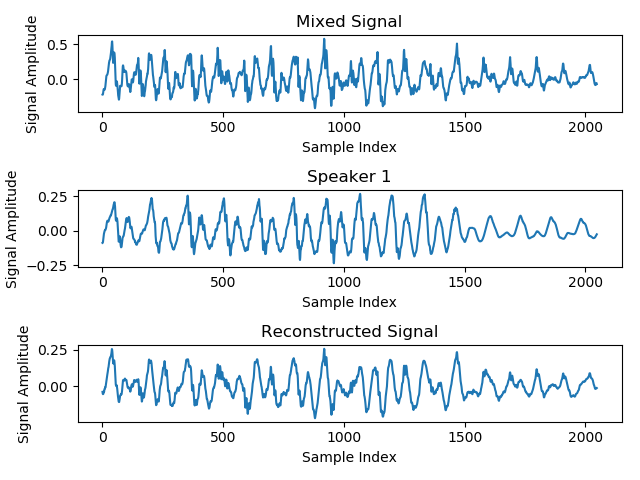 Mixed Signal
Signal Amplitude
0.5
0.0
0 500 1000 1500 2000
Sample Index
Speaker 1
Signal Amplitude
0.25
0.00
−0.25
0 500 1000 1500 2000
Sample Index
Reconstructed Signal
Signal Amplitude
0.25
0.00
0 500 1000 1500 2000
Sample Index